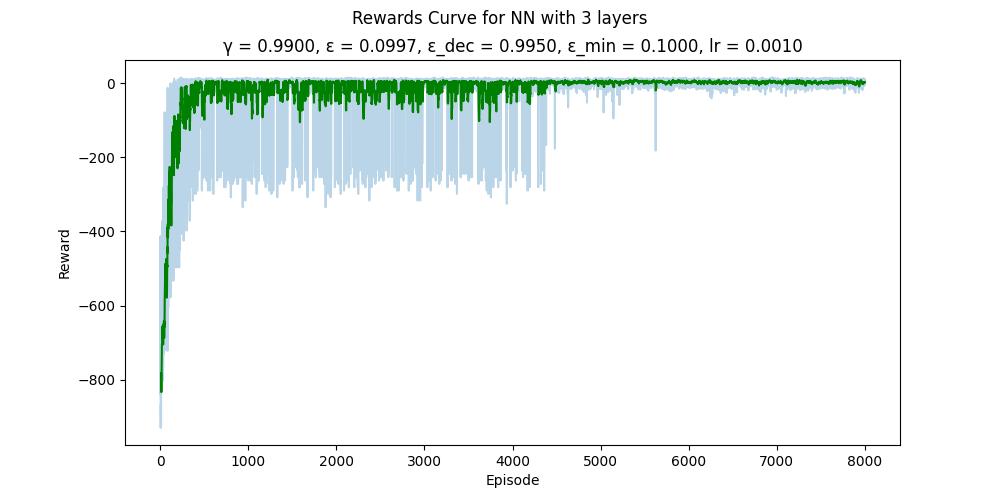 Rewards Curve for NN with 3 layers
γ = 0.9900, ε = 0.0997, ε_dec = 0.9950, ε_min = 0.1000, lr = 0.0010
Reward
0
−200
−400
−600
−800
0 1000 2000 3000 4000 5000 6000 7000 8000
Episode